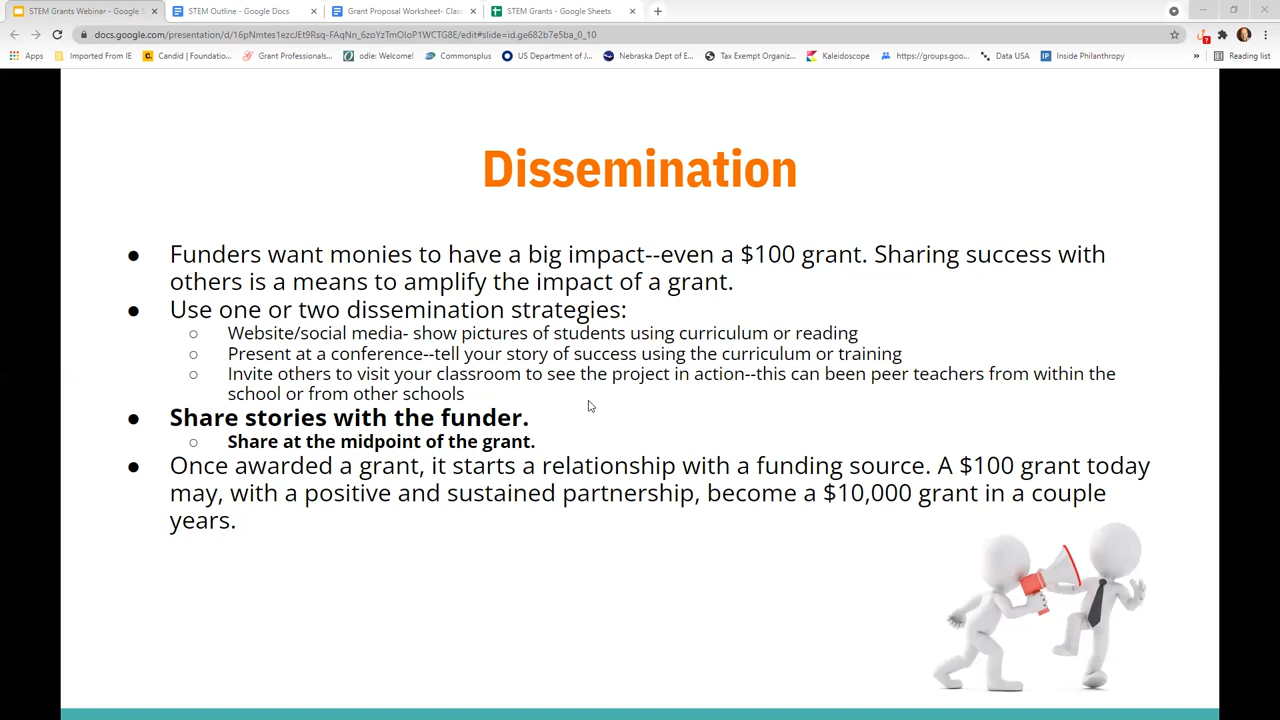 STEM Grants Webinar - Google S
STEM Outline - Google Docs
Grant Proposal Worksheet- Clas
STEM Grants - Google Sheets
docs.google.com/presentation/d/16pNmtes1ezcJEt9Rsq-FAqNn_6zoYzTmOIoP1WCTG8E/edit#slide=id.ge682b7e5ba_0_10
Apps
Imported From IE
Candid | Foundatio...
Grant Professionals...
odie: Welcome!
Commonsplus
US Department of J...
Nebraska Dept of E...
Tax Exempt Organiz...
Kaleidoscope
https://groups.goo...
Data USA
Inside Philanthropy
»
Reading list
Dissemination
● Funders want monies to have a big impact--even a $100 grant. Sharing success with
others is a means to amplify the impact of a grant.
● Use one or two dissemination strategies:
○ Website/social media- show pictures of students using curriculum or reading
○ Present at a conference--tell your story of success using the curriculum or training
○ Invite others to visit your classroom to see the project in action--this can been peer teachers from within the
school or from other schools
● Share stories with the funder.
○ Share at the midpoint of the grant.
● Once awarded a grant, it starts a relationship with a funding source. A $100 grant today
may, with a positive and sustained partnership, become a $10,000 grant in a couple
years.